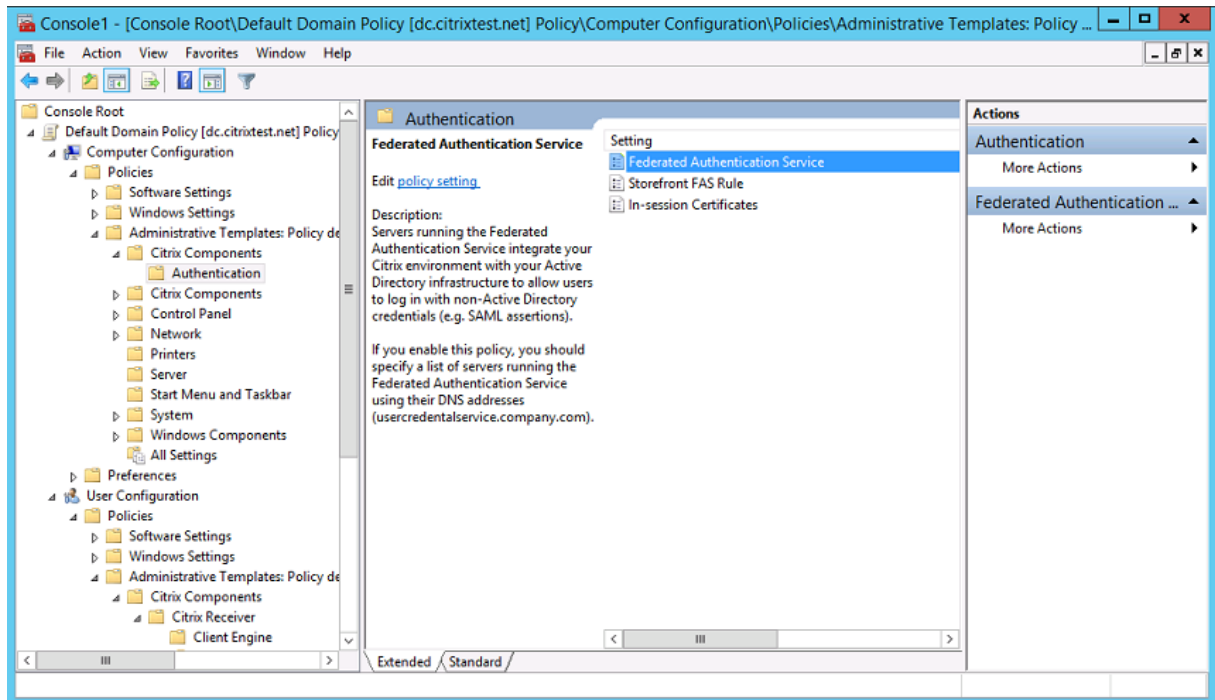 Console1 - [Console Root\Default Domain Policy [dc.citrixtest.net] Policy\Computer Configuration\Policies\Administrative Templates: Policy ...
File Action View Favorites Window Help
Console Root
Default Domain Policy [dc.citrixtest.net] Policy
Computer Configuration
Policies
Software Settings
Windows Settings
Administrative Templates: Policy de
Citrix Components
Authentication
Citrix Components
Control Panel
Network
Printers
Server
Start Menu and Taskbar
System
Windows Components
All Settings
Preferences
User Configuration
Policies
Software Settings
Windows Settings
Administrative Templates: Policy de
Citrix Components
Citrix Receiver
Client Engine
Authentication
Federated Authentication Service
Edit policy setting
Description:
Servers running the Federated
Authentication Service integrate your
Citrix environment with your Active
Directory infrastructure to allow users
to log in with non-Active Directory
credentials (e.g. SAML assertions).
If you enable this policy, you should
specify a list of servers running the
Federated Authentication Service
using their DNS addresses
(usercredentalservice.company.com).
Setting
Federated Authentication Service
Storefront FAS Rule
In-session Certificates
Extended
Standard
Actions
Authentication
More Actions
Federated Authentication ...
More Actions